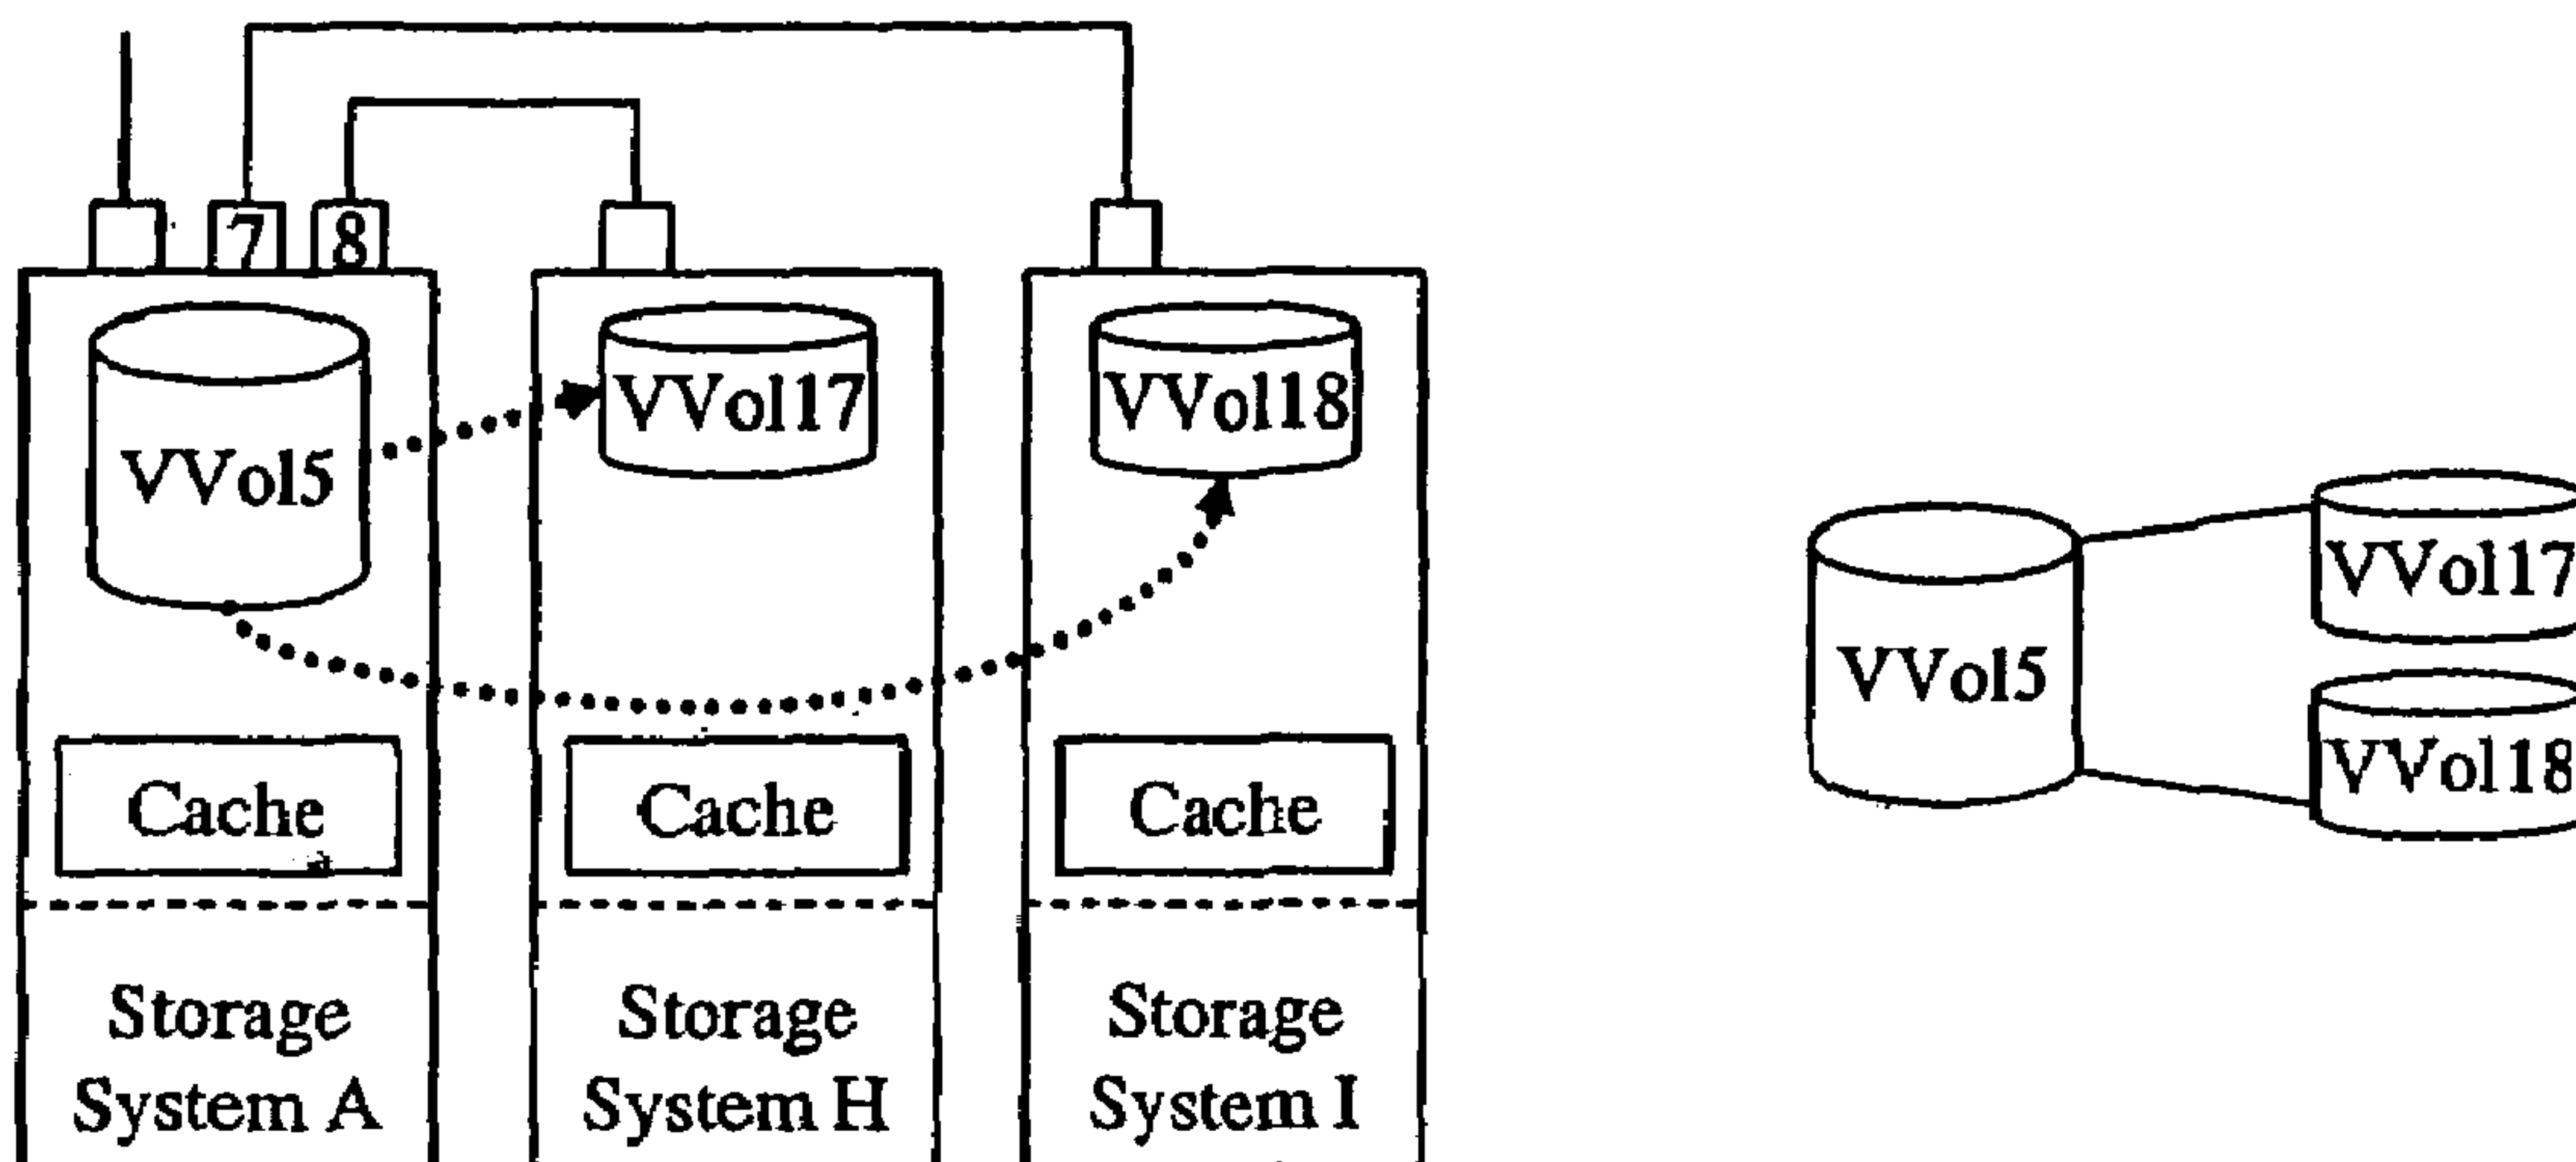 7
8
VVol5
VVol17
VVol18
Cache
Cache
Cache
Storage
System A
Storage
System H
Storage
System I
VVol5
VVol17
VVol18